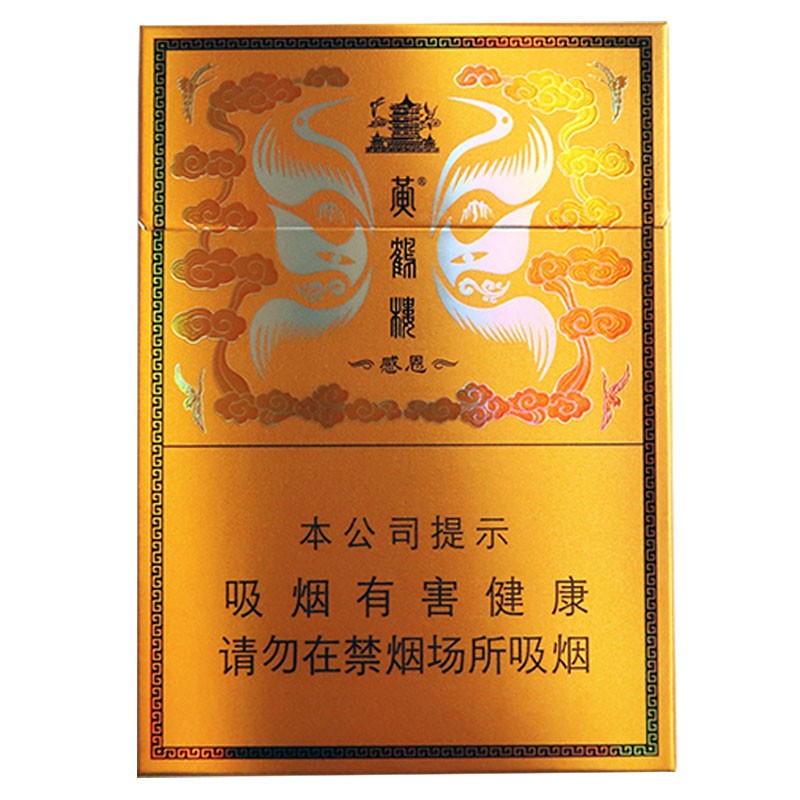 黄鹤楼®
感恩
本公司提示
吸烟有害健康
请勿在禁烟场所吸烟